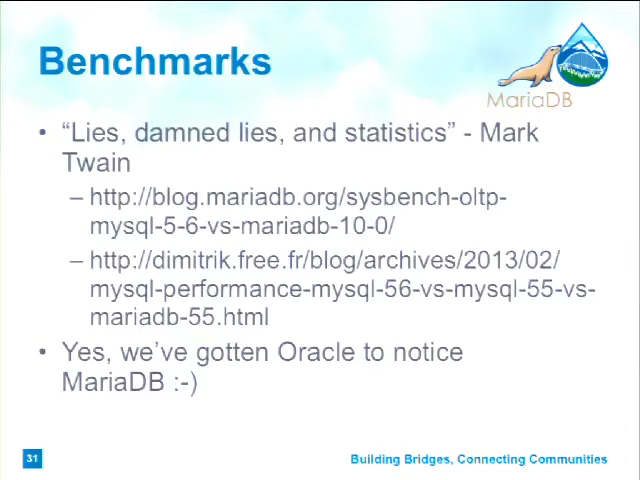 Benchmarks
MariaDB
• “Lies, damned lies, and statistics” - Mark
Twain
– http://blog.mariadb.org/sysbench-oltp-
mysql-5-6-vs-mariadb-10-0/
– http://dimitrik.free.fr/blog/archives/2013/02/
mysql-performance-mysql-56-vs-mysql-55-vs-
mariadb-55.html
• Yes, we’ve gotten Oracle to notice
MariaDB :-)
31
Building Bridges, Connecting Communities